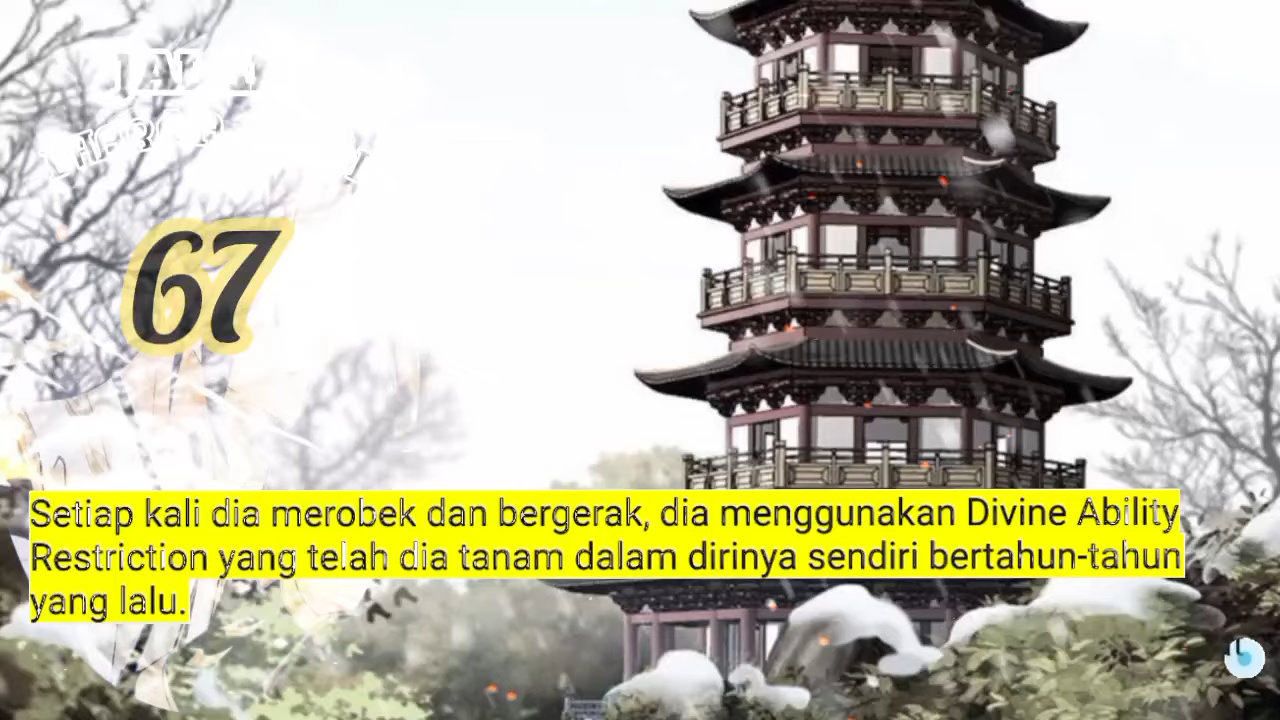 67
Setiap kali dia merobek dan bergerak, dia menggunakan Divine Ability
Restriction yang telah dia tanam dalam dirinya sendiri bertahun-tahun
yang lalu.